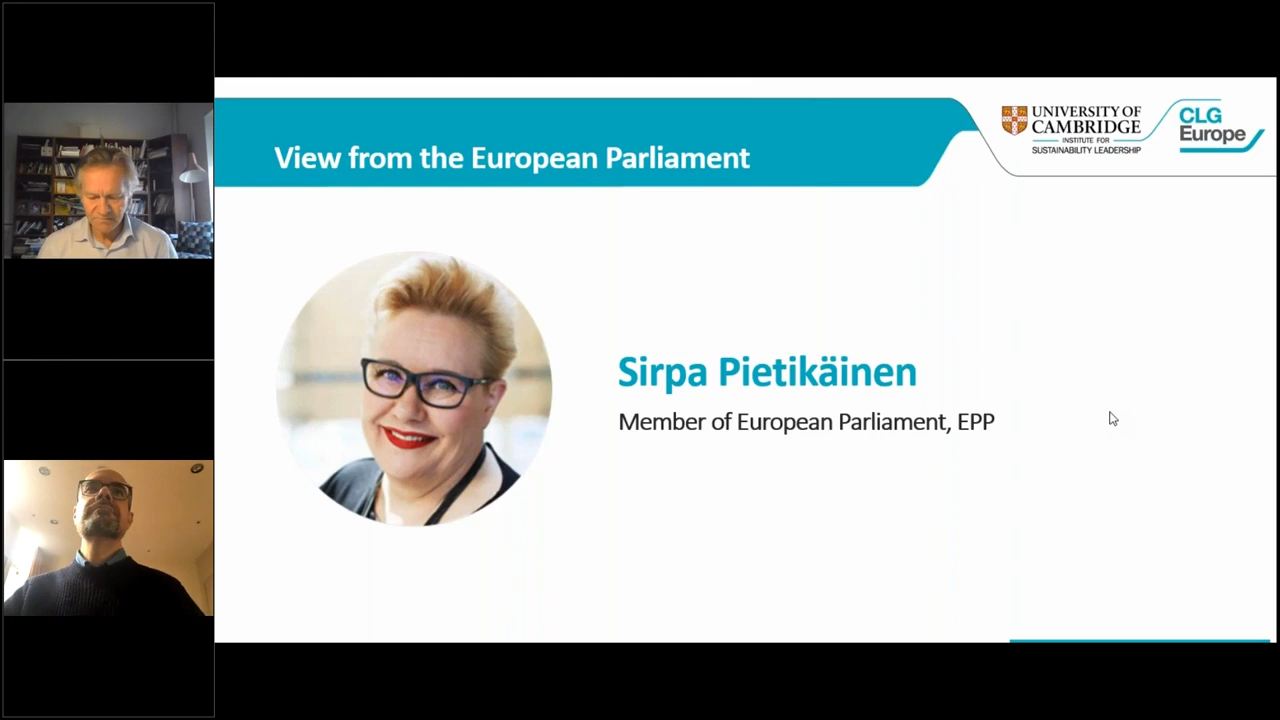 View from the European Parliament
UNIVERSITY OF
CAMBRIDGE
INSTITUTE FOR
SUSTAINABILITY LEADERSHIP
CLG
Europe
Sirpa Pietikäinen
Member of European Parliament, EPP